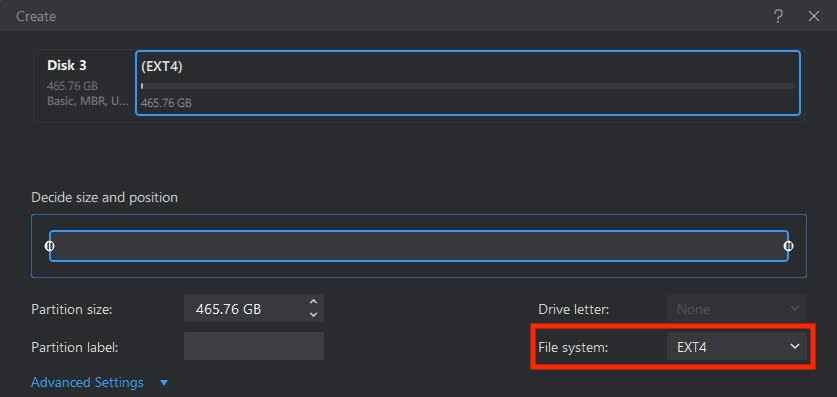 Create
?
Disk 3
465.76 GB
Basic, MBR, U...
(EXT4)
465.76 GB
Decide size and position
Partition size:
465.76 GB
Drive letter:
None
Partition label:
File system:
EXT4
Advanced Settings